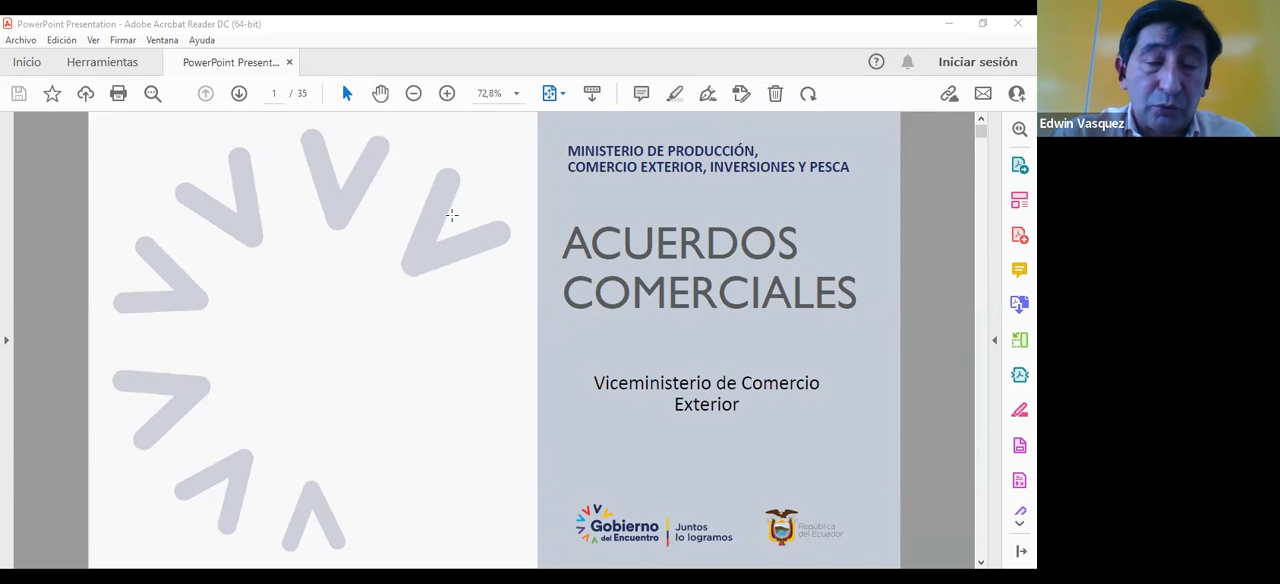 PowerPoint Presentation - Adobe Acrobat Reader DC (64-bit)
Archivo Edición Ver Firmar Ventana Ayuda
Inicio Herramientas PowerPoint Present... × Iniciar sesión
1 / 35 72,8%
Edwin Vasquez
MINISTERIO DE PRODUCCIÓN,
COMERCIO EXTERIOR, INVERSIONES Y PESCA
ACUERDOS
COMERCIALES
Viceministerio de Comercio
Exterior
Gobierno
del Encuentro
Juntos
lo logramos
República
del Ecuador